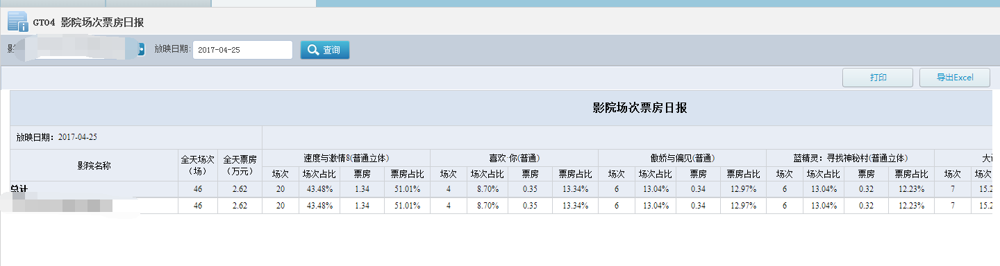 GT04 影院场次票房日报
影
放映日期: 2017-04-25 查询
打印 导出Excel
影院场次票房日报
放映日期：2017-04-25
影院名称 全天场次（场） 全天票房（万元） 速度与激情8(普通立体) 喜欢·你(普通) 傲娇与偏见(普通) 蓝精灵：寻找神秘村(普通立体)
场次 场次占比 票房 票房占比 场次 场次占比 票房 票房占比 场次 场次占比 票房 票房占比 场次 场次占比 票房 票房占比 场次 场次
总计 46 2.62 20 43.48% 1.34 51.01% 4 8.70% 0.35 13.34% 6 13.04% 0.34 12.97% 6 13.04% 0.32 12.23% 7 15.2
46 2.62 20 43.48% 1.34 51.01% 4 8.70% 0.35 13.34% 6 13.04% 0.34 12.97% 6 13.04% 0.32 12.23% 7 15.2